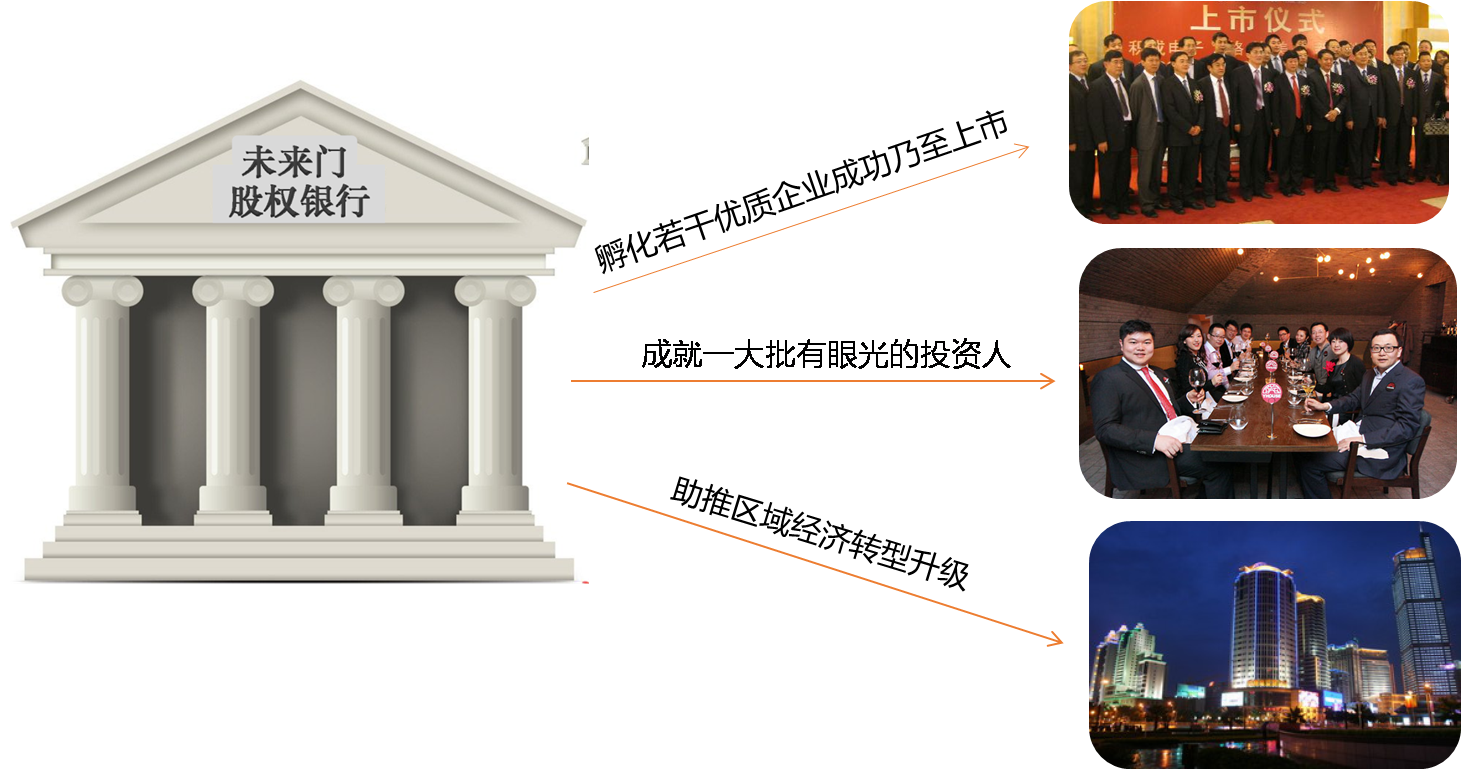 未来门
股权银行
孵化若干优质企业成功乃至上市
成就一大批有眼光的投资人
助推区域经济转型升级
上市仪式